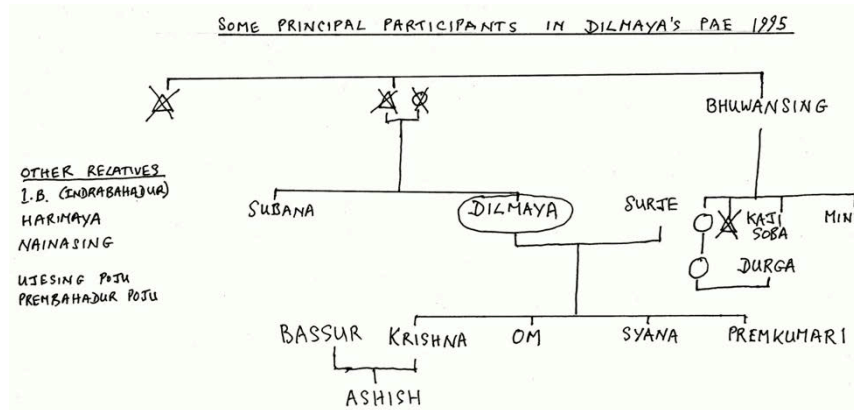 SOME PRINCIPAL PARTICIPANTS IN DILMAYA'S PAE 1995
BHUWANSING
OTHER RELATIVES
I.B. (INDRABAHADUR)
HARIMAYA
NAINASING
UJESING POJU
PREMBAHADUR POJU
SUBANA
DILMAYA
SURJE
KAJI
SOBA
MIN
DURGA
BASSUR
KRISHNA
OM
SYANA
PREMKUMARI
ASHISH